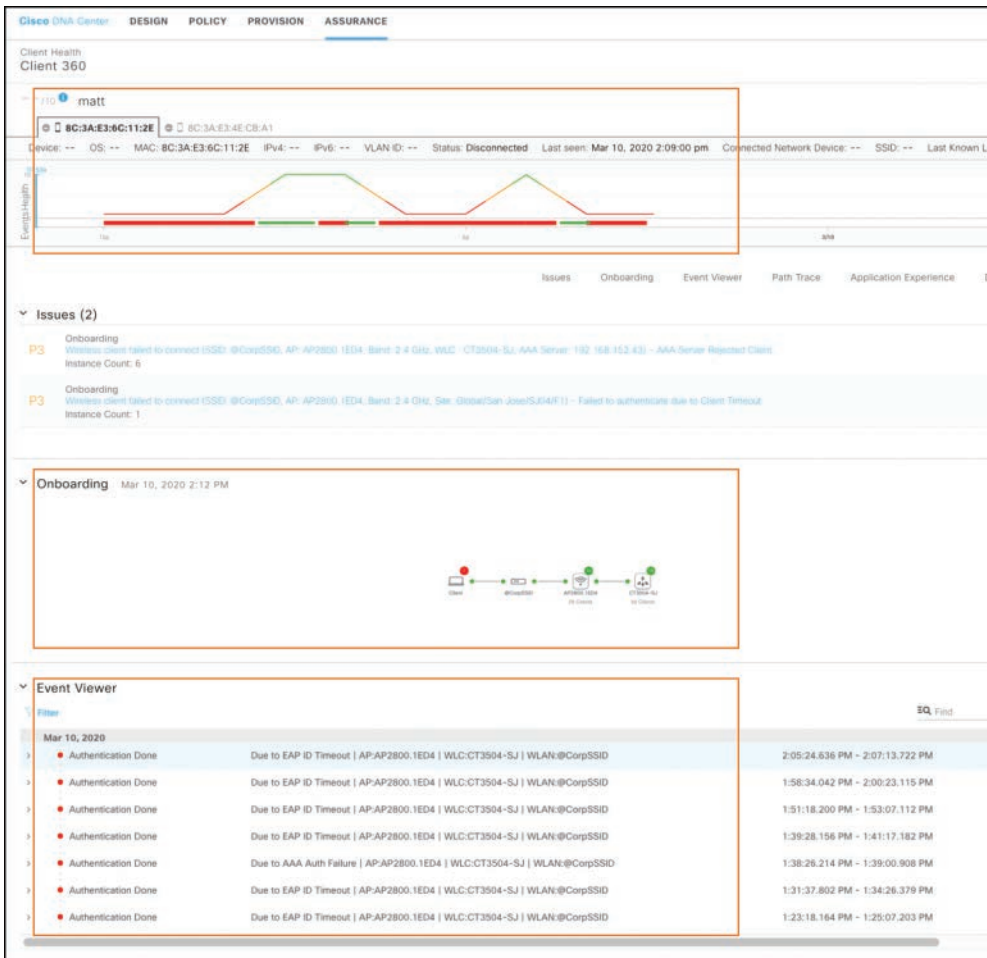 Cisco DNA Center DESIGN POLICY PROVISION ASSURANCE
Client Health
Client 360
/10 matt
8C:3A:E3:6C:11:2E 8C:3A:E3:4E:CB:A1
Device: -- OS: -- MAC: 8C:3A:E3:6C:11:2E IPv4: -- IPv6: -- VLAN ID: -- Status: Disconnected Last seen: Mar 10, 2020 2:09:00 pm Connected Network Device: -- SSID: -- Last Known L
Events Health
Issues Onboarding Event Viewer Path Trace Application Experience
Issues (2)
Onboarding
P3 Wireless client failed to connect (SSID: @CorpSSID, AP: AP2800.1ED4, Band: 2.4 GHz, WLC: CT3504-SJ, AAA Server: 192.168.152.43) - AAA Server Rejected Client
Instance Count: 6
Onboarding
P3 Wireless client failed to connect (SSID: @CorpSSID, AP: AP2800.1ED4, Band: 2.4 GHz, Site: Global/San Jose/SJ04/F1) - Failed to authenticate due to Client Timeout
Instance Count: 1
Onboarding Mar 10, 2020 2:12 PM
Client @CorpSSID AP2800.1ED4 CT3504-SJ
Event Viewer
Filter
Find
Mar 10, 2020
Authentication Done Due to EAP ID Timeout | AP:AP2800.1ED4 | WLC:CT3504-SJ | WLAN:@CorpSSID 2:05:24.636 PM - 2:07:13.722 PM
Authentication Done Due to EAP ID Timeout | AP:AP2800.1ED4 | WLC:CT3504-SJ | WLAN:@CorpSSID 1:58:34.042 PM - 2:00:23.115 PM
Authentication Done Due to EAP ID Timeout | AP:AP2800.1ED4 | WLC:CT3504-SJ | WLAN:@CorpSSID 1:51:18.200 PM - 1:53:07.112 PM
Authentication Done Due to EAP ID Timeout | AP:AP2800.1ED4 | WLC:CT3504-SJ | WLAN:@CorpSSID 1:39:28.156 PM - 1:41:17.182 PM
Authentication Done Due to AAA Auth Failure | AP:AP2800.1ED4 | WLC:CT3504-SJ | WLAN:@CorpSSID 1:38:26.214 PM - 1:39:00.908 PM
Authentication Done Due to EAP ID Timeout | AP:AP2800.1ED4 | WLC:CT3504-SJ | WLAN:@CorpSSID 1:31:37.802 PM - 1:34:26.379 PM
Authentication Done Due to EAP ID Timeout | AP:AP2800.1ED4 | WLC:CT3504-SJ | WLAN:@CorpSSID 1:23:18.164 PM - 1:25:07.203 PM